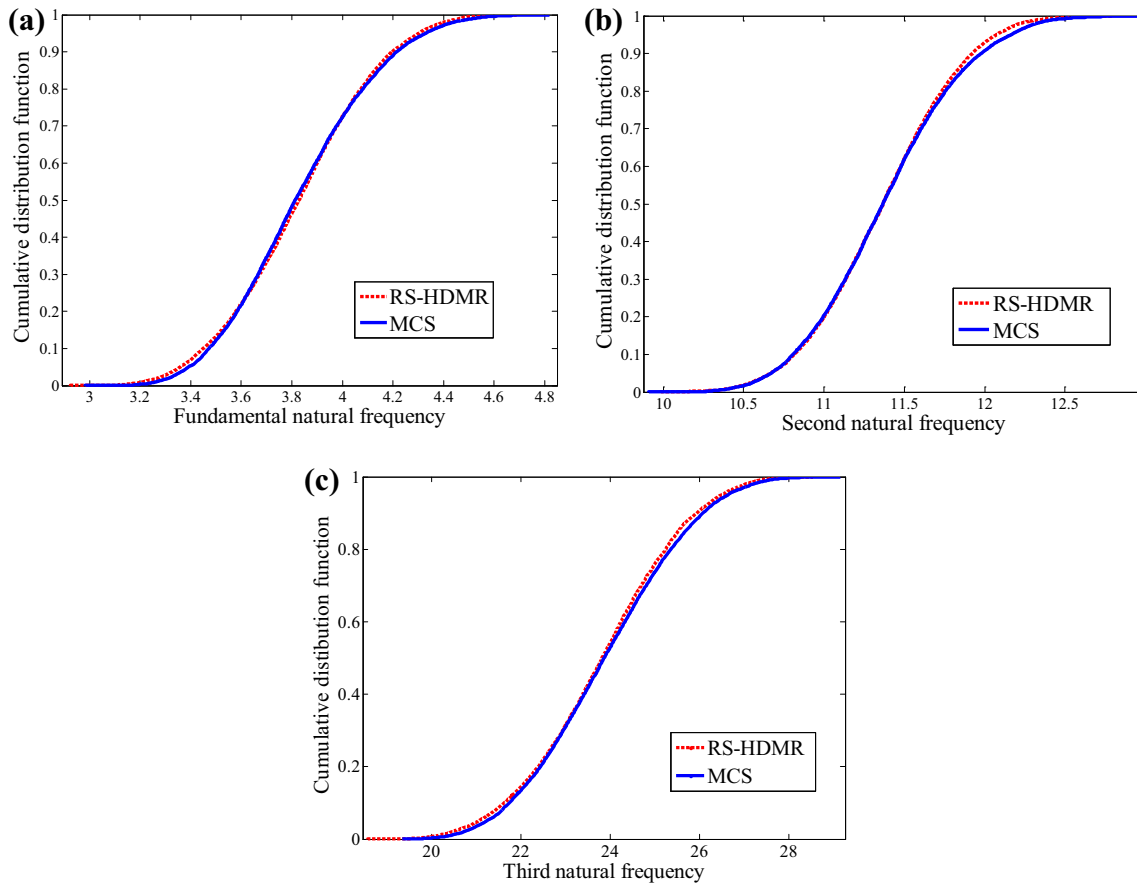 (a)
1
0.9
0.8
0.7
0.6
0.5
0.4
0.3
0.2
0.1
0
Cumulative distribution function
RS-HDMR
MCS
3 3.2 3.4 3.6 3.8 4 4.2 4.4 4.6 4.8
Fundamental natural frequency
(b)
1
0.9
0.8
0.7
0.6
0.5
0.4
0.3
0.2
0.1
0
Cumulative distribution function
RS-HDMR
MCS
10 10.5 11 11.5 12 12.5
Second natural frequency
(c)
1
0.8
0.6
0.4
0.2
0
Cumulative distibution function
RS-HDMR
MCS
20 22 24 26 28
Third natural frequency